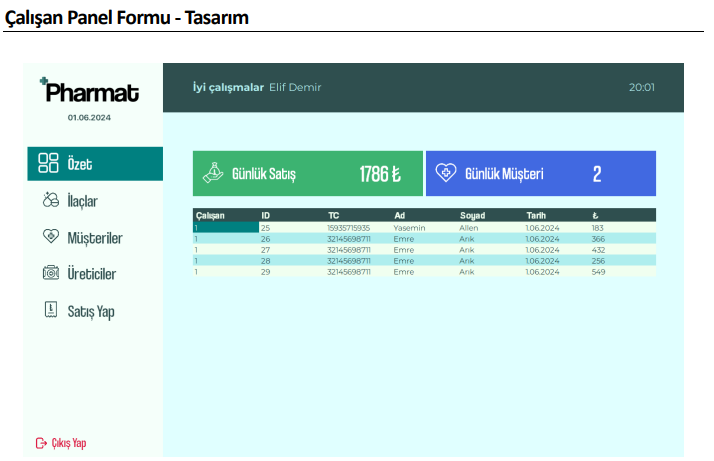 Çalışan Panel Formu - Tasarım
Pharmat
01.06.2024
İyi çalışmalar Elif Demir
20:01
Özet
İlaçlar
Müşteriler
Üreticiler
Satış Yap
Çıkış Yap
Günlük Satış 1786 ₺
Günlük Müşteri 2
Çalışan ID TC Ad Soyad Tarih ₺
1 25 15935715935 Yasemin Allen 1.06.2024 183
1 26 32145698711 Emre Arık 1.06.2024 366
1 27 32145698711 Emre Arık 1.06.2024 432
1 28 32145698711 Emre Arık 1.06.2024 256
1 29 32145698711 Emre Arık 1.06.2024 549